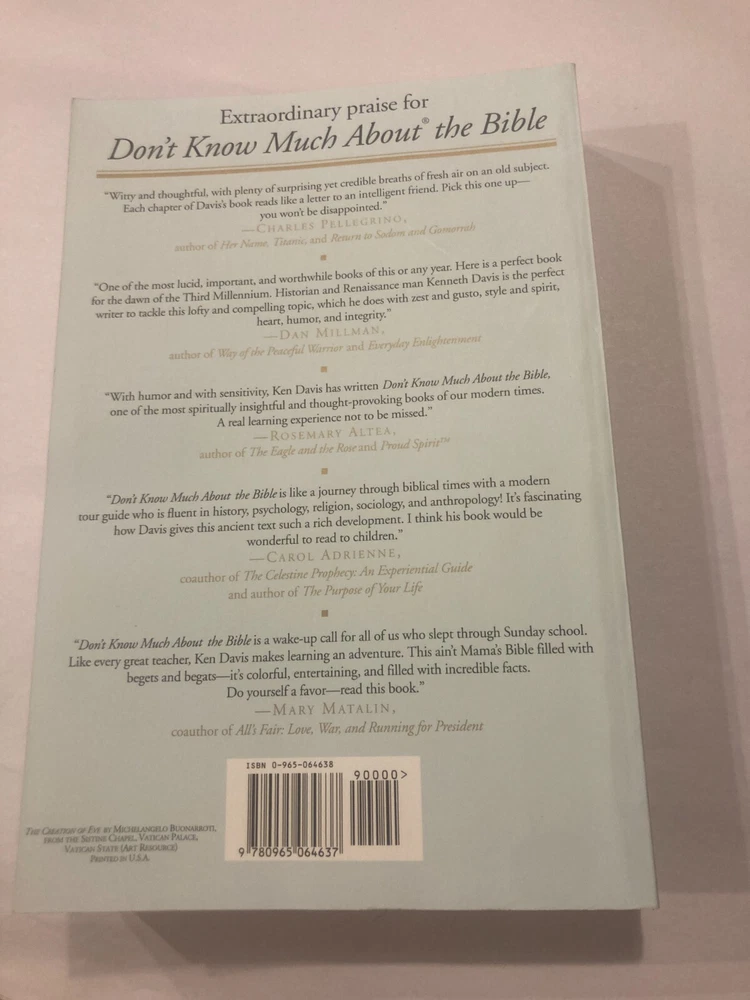 Extraordinary praise for
Don't Know Much About® the Bible
"Witty and thoughtful, with plenty of surprising yet credible breaths of fresh air on an old subject.
Each chapter of Davis's book reads like a letter to an intelligent friend. Pick this one up—
you won't be disappointed."
—CHARLES PELLEGRINO,
author of Her Name, Titanic, and Return to Sodom and Gomorrah
"One of the most lucid, important, and worthwhile books of this or any year. Here is a perfect book
for the dawn of the Third Millennium. Historian and Renaissance man Kenneth Davis is the perfect
writer to tackle this lofty and compelling topic, which he does with zest and gusto, style and spirit,
heart, humor, and integrity."
—DAN MILLMAN,
author of Way of the Peaceful Warrior and Everyday Enlightenment
"With humor and with sensitivity, Ken Davis has written Don't Know Much About the Bible,
one of the most spiritually insightful and thought-provoking books of our modern times.
A real learning experience not to be missed."
—ROSEMARY ALTEA,
author of The Eagle and the Rose and Proud Spirit™
"Don't Know Much About the Bible is like a journey through biblical times with a modern
tour guide who is fluent in history, psychology, religion, sociology, and anthropology! It's fascinating
how Davis gives this ancient text such a rich development. I think his book would be
wonderful to read to children."
—CAROL ADRIENNE,
coauthor of The Celestine Prophecy: An Experiential Guide
and author of The Purpose of Your Life
"Don't Know Much About the Bible is a wake-up call for all of us who slept through Sunday school.
Like every great teacher, Ken Davis makes learning an adventure. This ain't Mama's Bible filled with
begets and begats—it's colorful, entertaining, and filled with incredible facts.
Do yourself a favor—read this book."
—MARY MATALIN,
coauthor of All's Fair: Love, War, and Running for President
ISBN 0-965-064638
90000>
9 780965 064637
THE CREATION OF EVE BY MICHELANGELO BUONARROTI,
FROM THE SISTINE CHAPEL, VATICAN PALACE,
VATICAN STATE (ART RESOURCE)
PRINTED IN U.S.A.